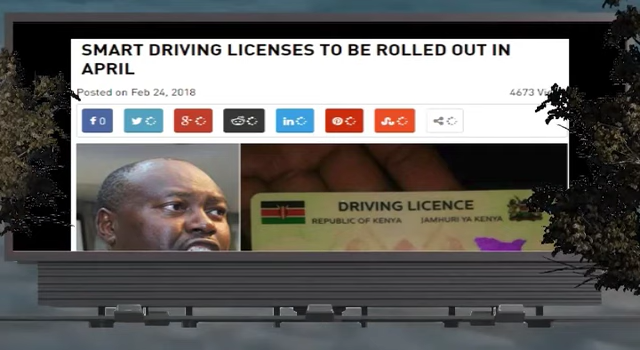 SMART DRIVING LICENSES TO BE ROLLED OUT IN
APRIL
Posted on Feb 24, 2018
4673
f 0
g+
in
DRIVING LICENCE
REPUBLIC OF KENYA JAMHURI YA KENYA